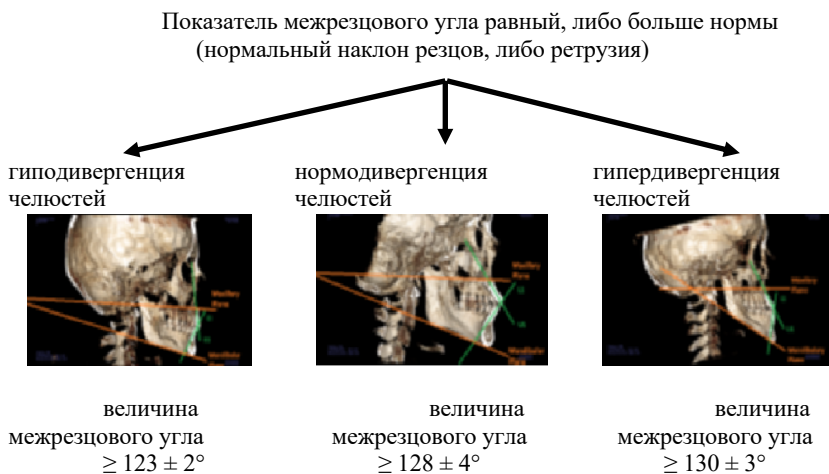 Показатель межрезцового угла равный, либо больше нормы
(нормальный наклон резцов, либо ретрузия)
гиподивергенция
челюстей
нормодивергенция
челюстей
гипердивергенция
челюстей
величина
межрезцового угла
≥ 123 ± 2°
величина
межрезцового угла
≥ 128 ± 4°
величина
межрезцового угла
≥ 130 ± 3°